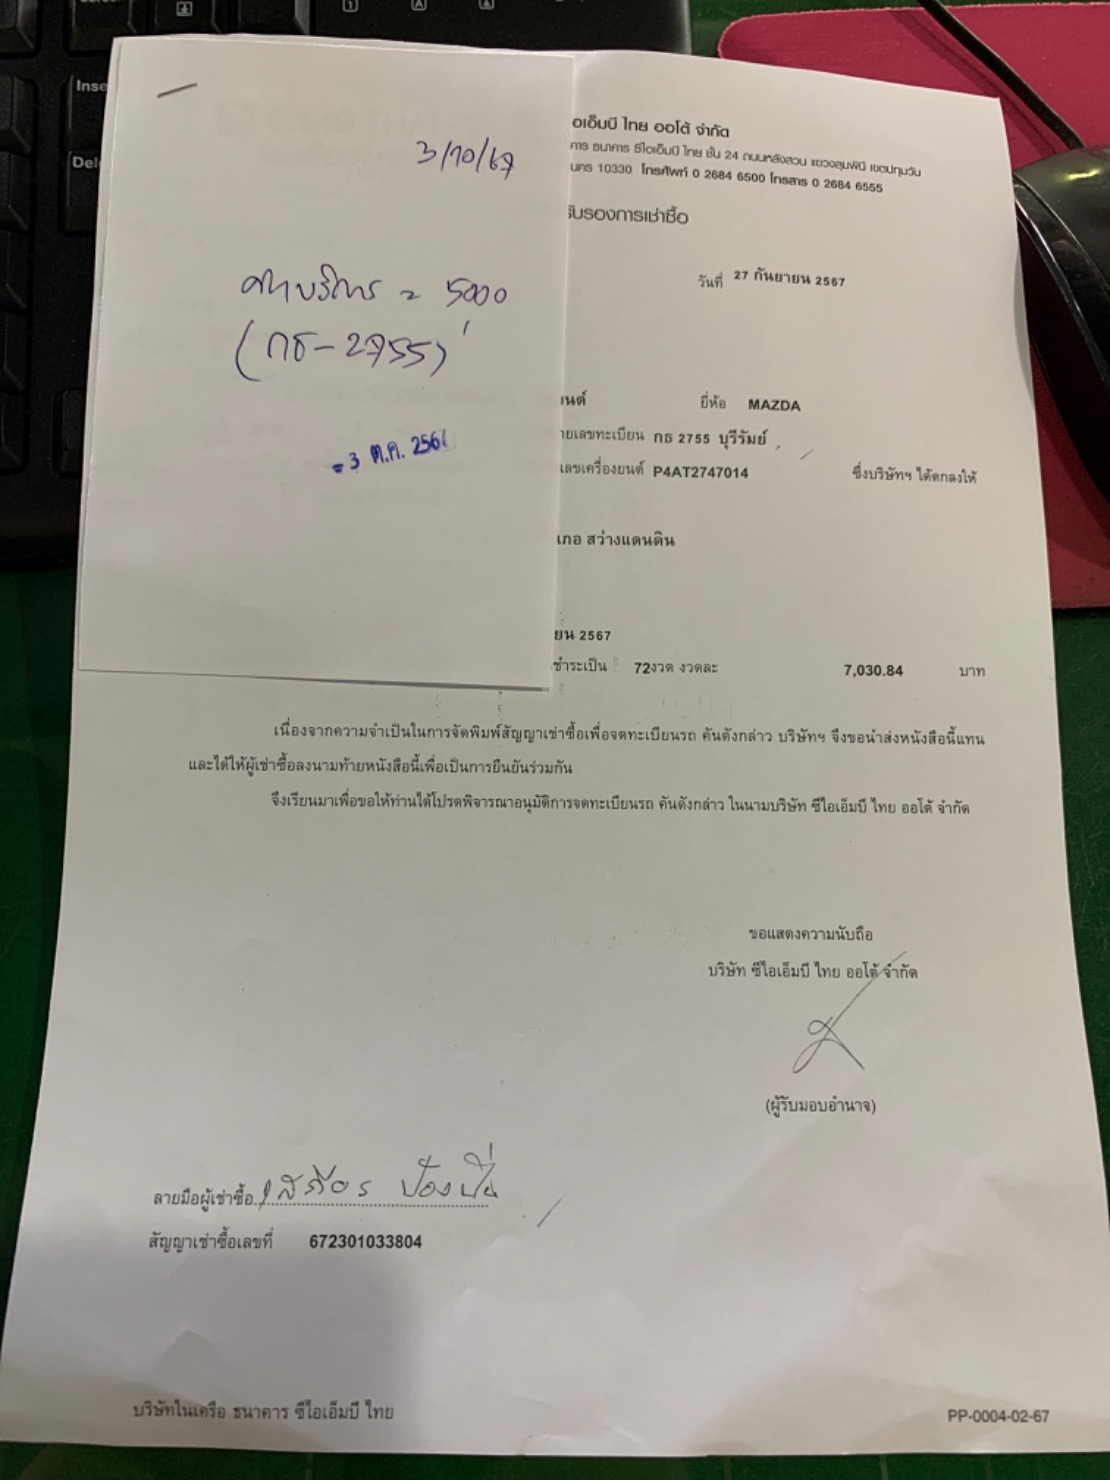 3/10/67
ค่าบริการ = 5000
(กธ-2755)
=3 ต.ค. 256
อเอ็มบี ไทย ออโต้ จำกัด
คาร ธนาคาร ซีไอเอ็มบี ไทย ชั้น 24 ถนนหลังสวน แขวงลุมพินี เขตปทุมวัน
นคร 10330 โทรศัพท์ 0 2684 6500 โทรสาร 0 2684 6555
รับรองการเช่าซื้อ
วันที่ 27 กันยายน 2567
นต์ ยี่ห้อ MAZDA
ายเลขทะเบียน กธ 2755 บุรีรัมย์
เลขเครื่องยนต์ P4AT2747014 ซึ่งบริษัทฯ ได้ตกลงให้
เภอ สว่างแดนดิน
ยน 2567
ชำระเป็น 72งวด งวดละ 7,030.84 บาท
เนื่องจากความจำเป็นในการจัดพิมพ์สัญญาเช่าซื้อเพื่อจดทะเบียนรถ คันดังกล่าว บริษัทฯ จึงขอนำส่งหนังสือนี้แทน
และได้ให้ผู้เช่าซื้อลงนามท้ายหนังสือนี้เพื่อเป็นการยืนยันร่วมกัน
จึงเรียนมาเพื่อขอให้ท่านได้โปรดพิจารณาอนุมัติการจดทะเบียนรถ คันดังกล่าว ในนามบริษัท ซีไอเอ็มบี ไทย ออโต้ จำกัด
ขอแสดงความนับถือ
บริษัท ซีไอเอ็มบี ไทย ออโต้ จำกัด
(ผู้รับมอบอำนาจ)
ลายมือผู้เช่าซื้อ
สัญญาเช่าซื้อเลขที่ 672301033804
บริษัทในเครือ ธนาคาร ซีไอเอ็มบี ไทย
PP-0004-02-67